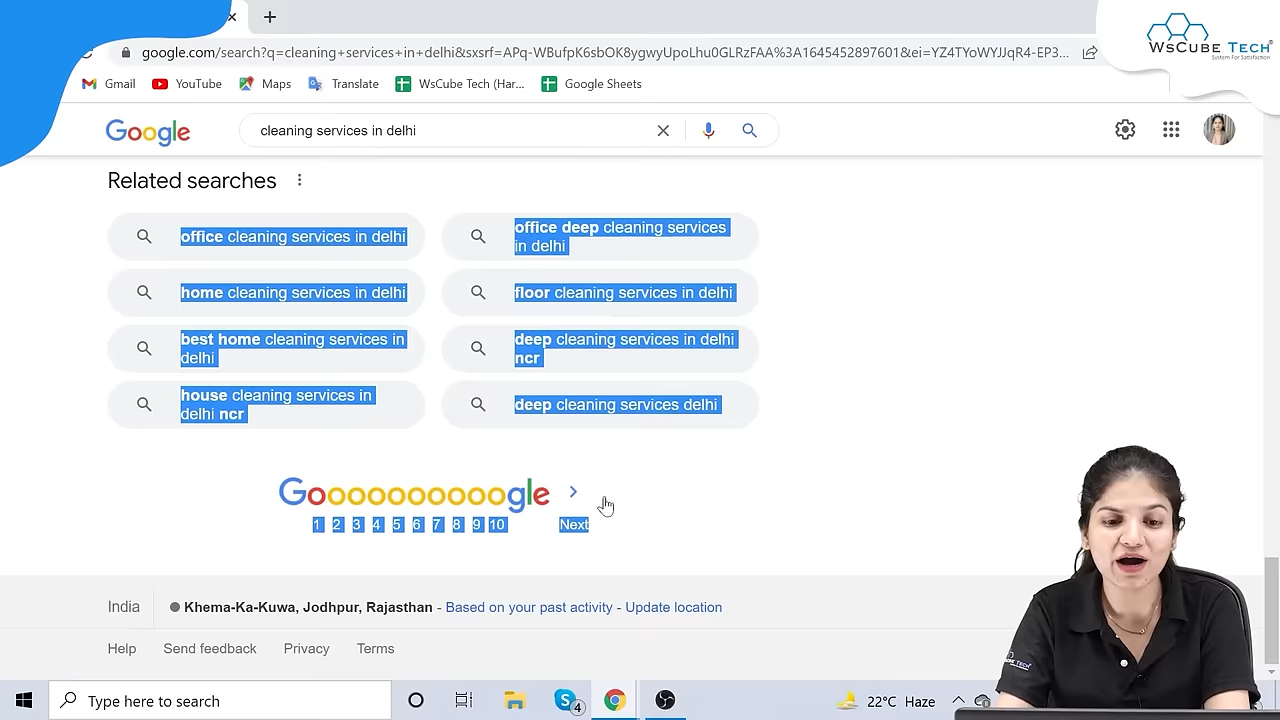 WsCube Tech®
System For Satisfaction
google.com/search?q=cleaning+services+in+delhi&sxsrf=APq-WBupK6sbOK8ygwyUpoLhu0GLRzFAA%3A1645452897601&ei=YZ4TYoWYJJqR4-EP3...
Gmail
YouTube
Maps
Translate
WsCube Tech (Har...
Google Sheets
Google
cleaning services in delhi
Related searches
office cleaning services in delhi
office deep cleaning services
in delhi
home cleaning services in delhi
floor cleaning services in delhi
best home cleaning services in
delhi
deep cleaning services in delhi
ncr
house cleaning services in
delhi ncr
deep cleaning services delhi
Goooooooooogle
1 2 3 4 5 6 7 8 9 10 Next
India
Khema-Ka-Kuwa, Jodhpur, Rajasthan - Based on your past activity - Update location
Help
Send feedback
Privacy
Terms
Type here to search
4
22°C Haze